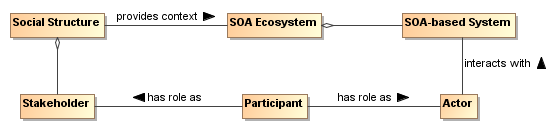 Social Structure
provides context
SOA Ecosystem
SOA-based System
interacts with
Stakeholder
has role as
Participant
has role as
Actor